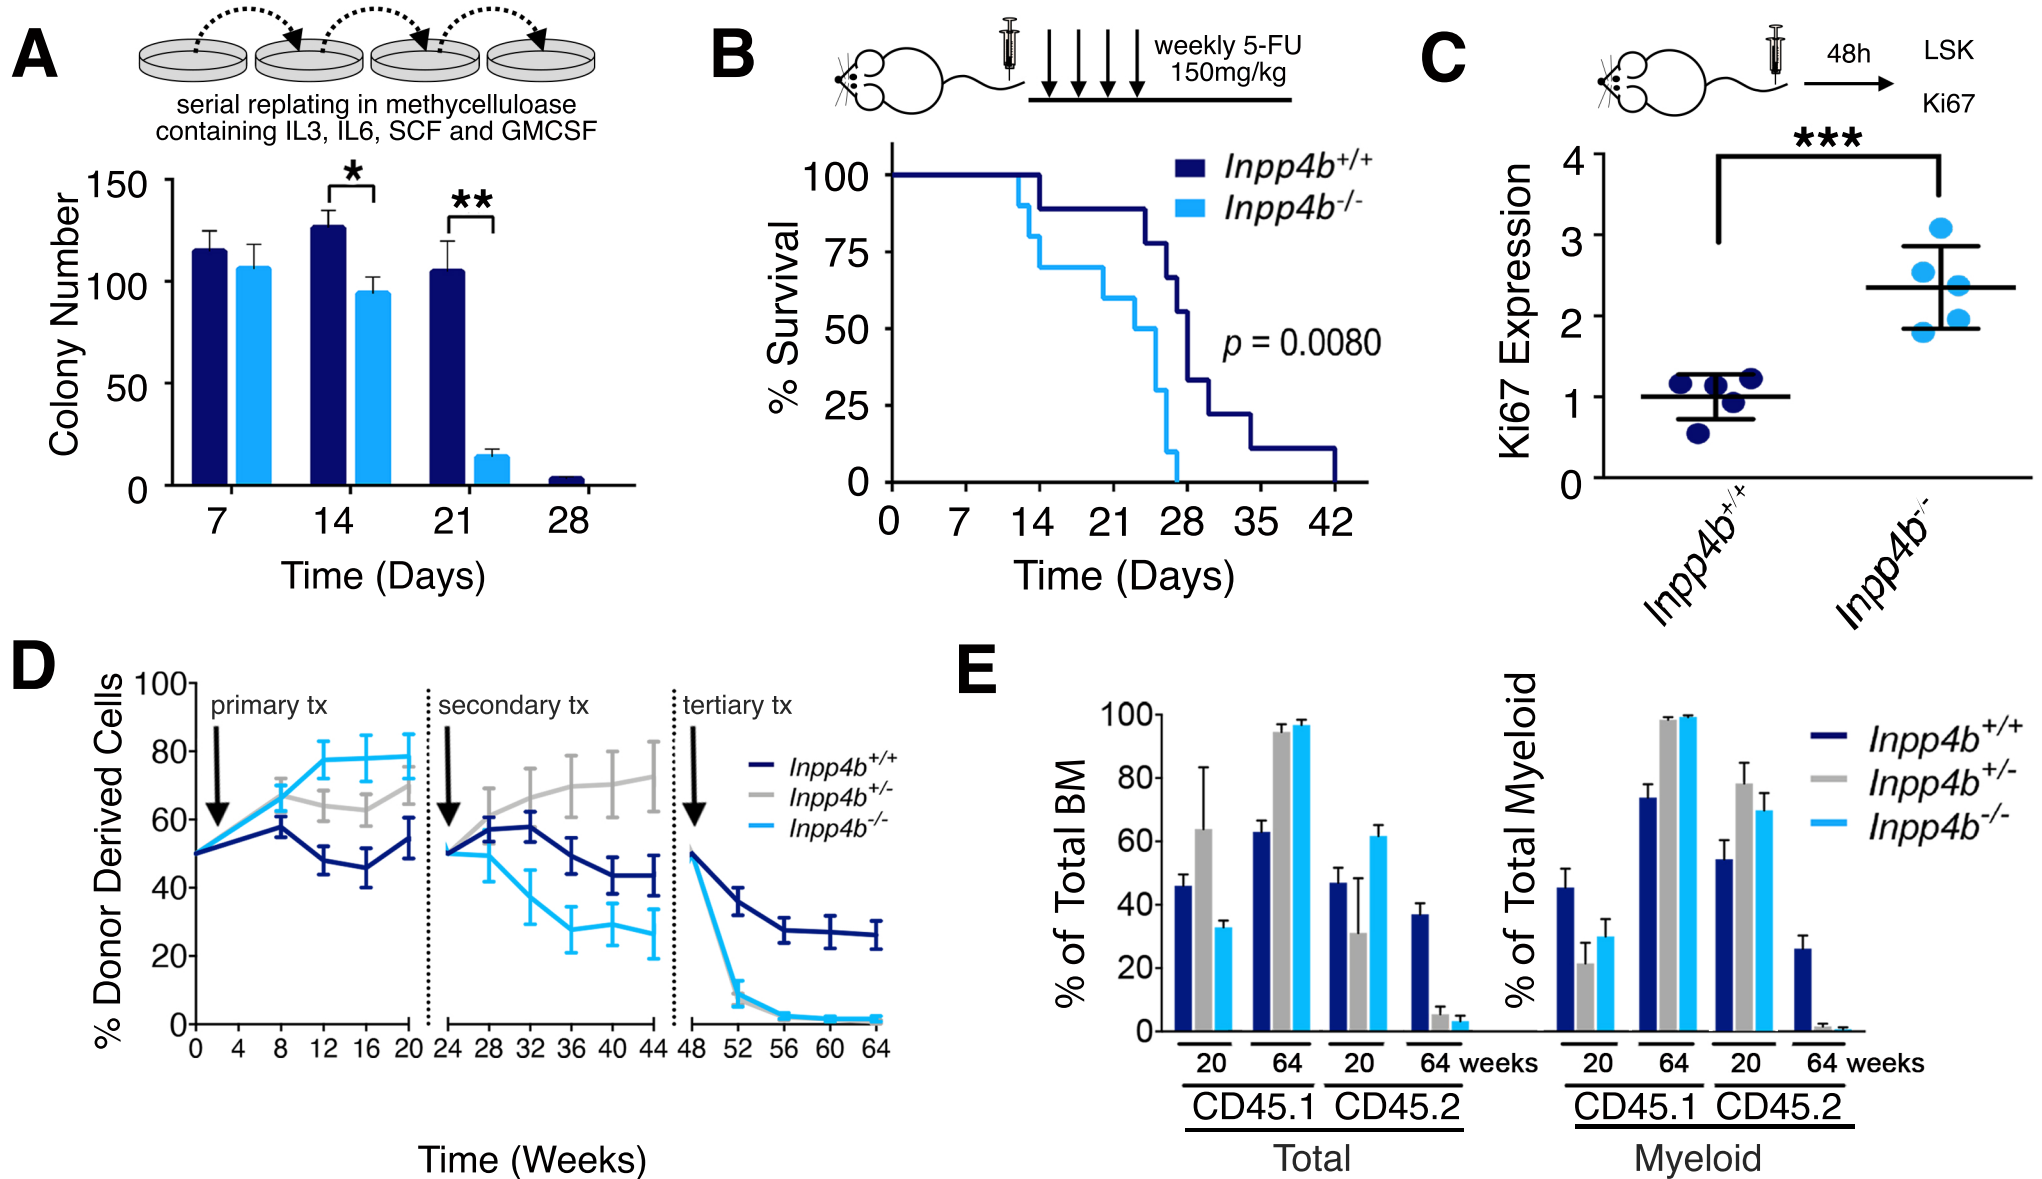 A
serial replating in methycelluloase
containing IL3, IL6, SCF and GMCSF
Colony Number
150
100
50
0
*
**
7 14 21 28
Time (Days)
B
weekly 5-FU
150mg/kg
% Survival
100
75
50
25
0
Inpp4b+/+
Inpp4b-/-
p = 0.0080
0 7 14 21 28 35 42
Time (Days)
C
48h
LSK
Ki67
***
Ki67 Expression
4
3
2
1
0
Inpp4b+/+
Inpp4b-/-
D
% Donor Derived Cells
100
80
60
40
20
0
primary tx
secondary tx
tertiary tx
Inpp4b+/+
Inpp4b+/-
Inpp4b-/-
0 4 8 12 16 20 24 28 32 36 40 44 48 52 56 60 64
Time (Weeks)
E
% of Total BM
100
80
60
40
20
0
% of Total Myeloid
Inpp4b+/+
Inpp4b+/-
Inpp4b-/-
20 64 20 64 weeks
CD45.1 CD45.2
Total
20 64 20 64 weeks
CD45.1 CD45.2
Myeloid